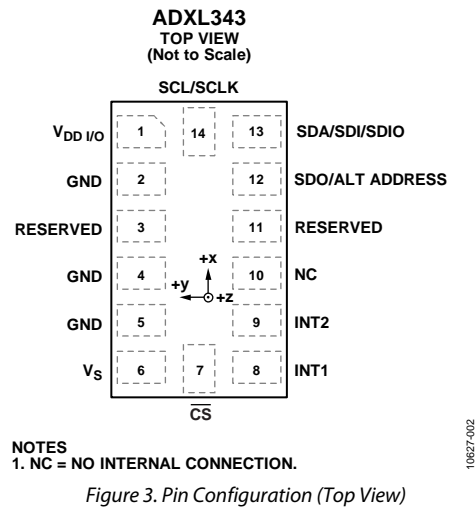 ADXL343
TOP VIEW
(Not to Scale)
SCL/SCLK
VDD I/O 1 14 13 SDA/SDI/SDIO
GND 2 12 SDO/ALT ADDRESS
RESERVED 3 11 RESERVED
GND 4 +x +y +z 10 NC
GND 5 9 INT2
VS 6 7 8 INT1
CS
NOTES
1. NC = NO INTERNAL CONNECTION.
10627-002
Figure 3. Pin Configuration (Top View)